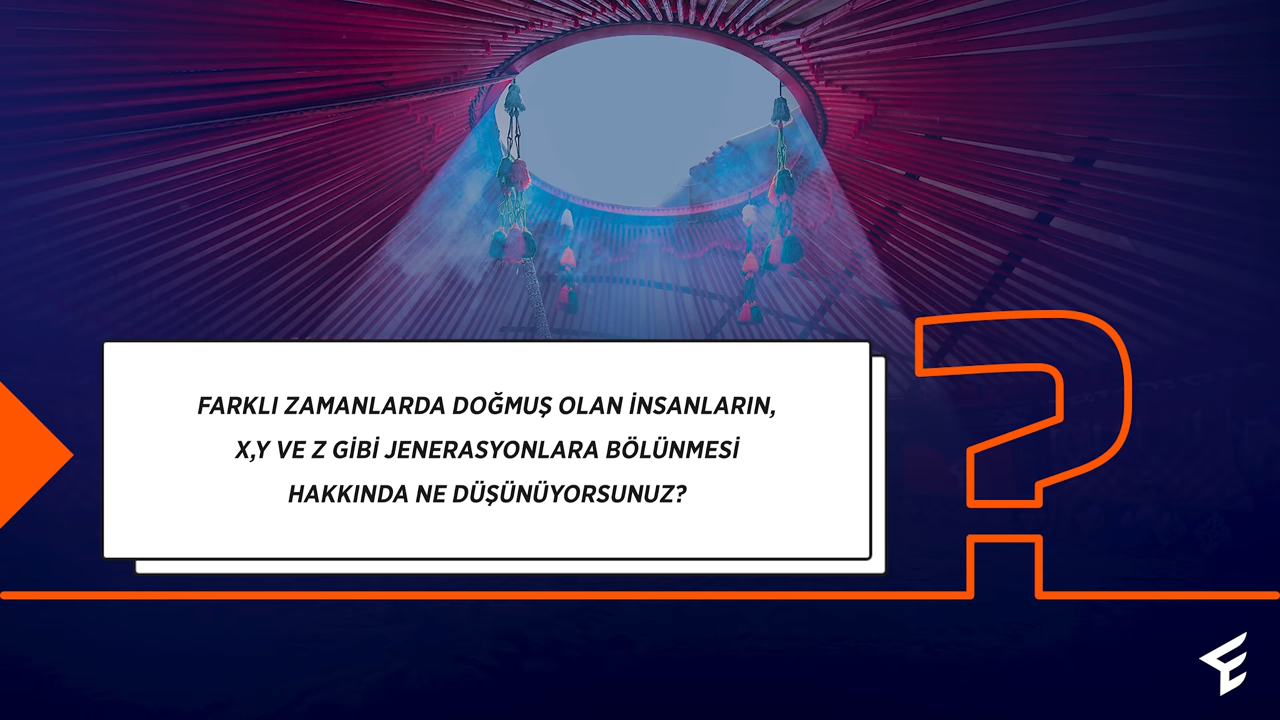 FARKLI ZAMANLARDA DOĞMUŞ OLAN İNSANLARIN,
X,Y VE Z GİBİ JENERASYONLARA BÖLÜNMESİ
HAKKINDA NE DÜŞÜNÜYORSUNUZ?